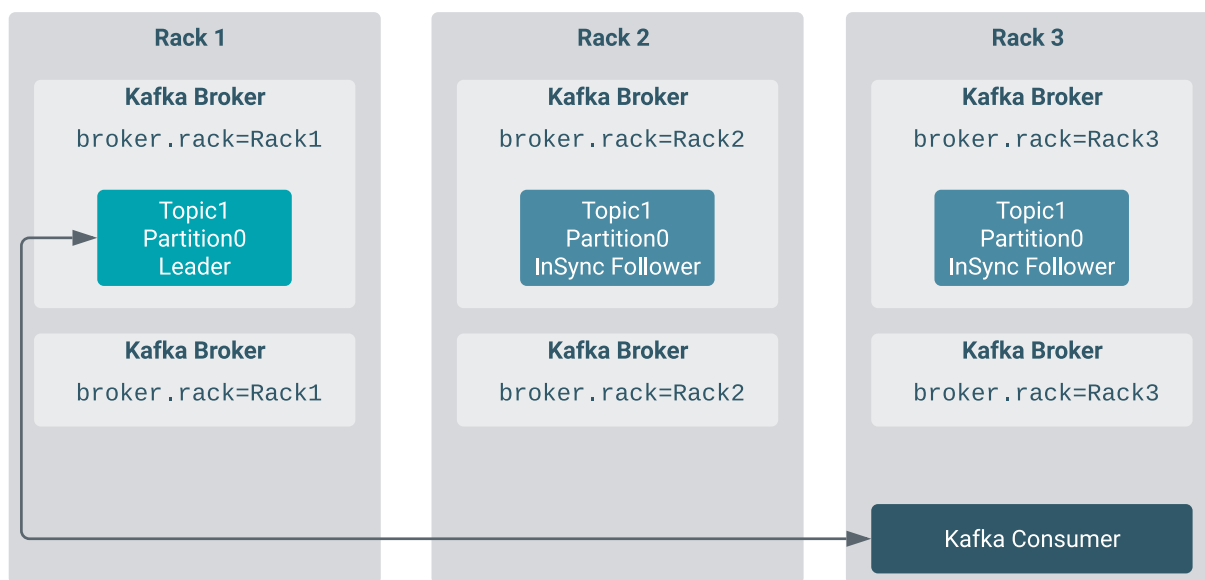 Rack 1
Kafka Broker
broker.rack=Rack1
Topic1
Partition0
Leader
Kafka Broker
broker.rack=Rack1
Rack 2
Kafka Broker
broker.rack=Rack2
Topic1
Partition0
InSync Follower
Kafka Broker
broker.rack=Rack2
Rack 3
Kafka Broker
broker.rack=Rack3
Topic1
Partition0
InSync Follower
Kafka Broker
broker.rack=Rack3
Kafka Consumer